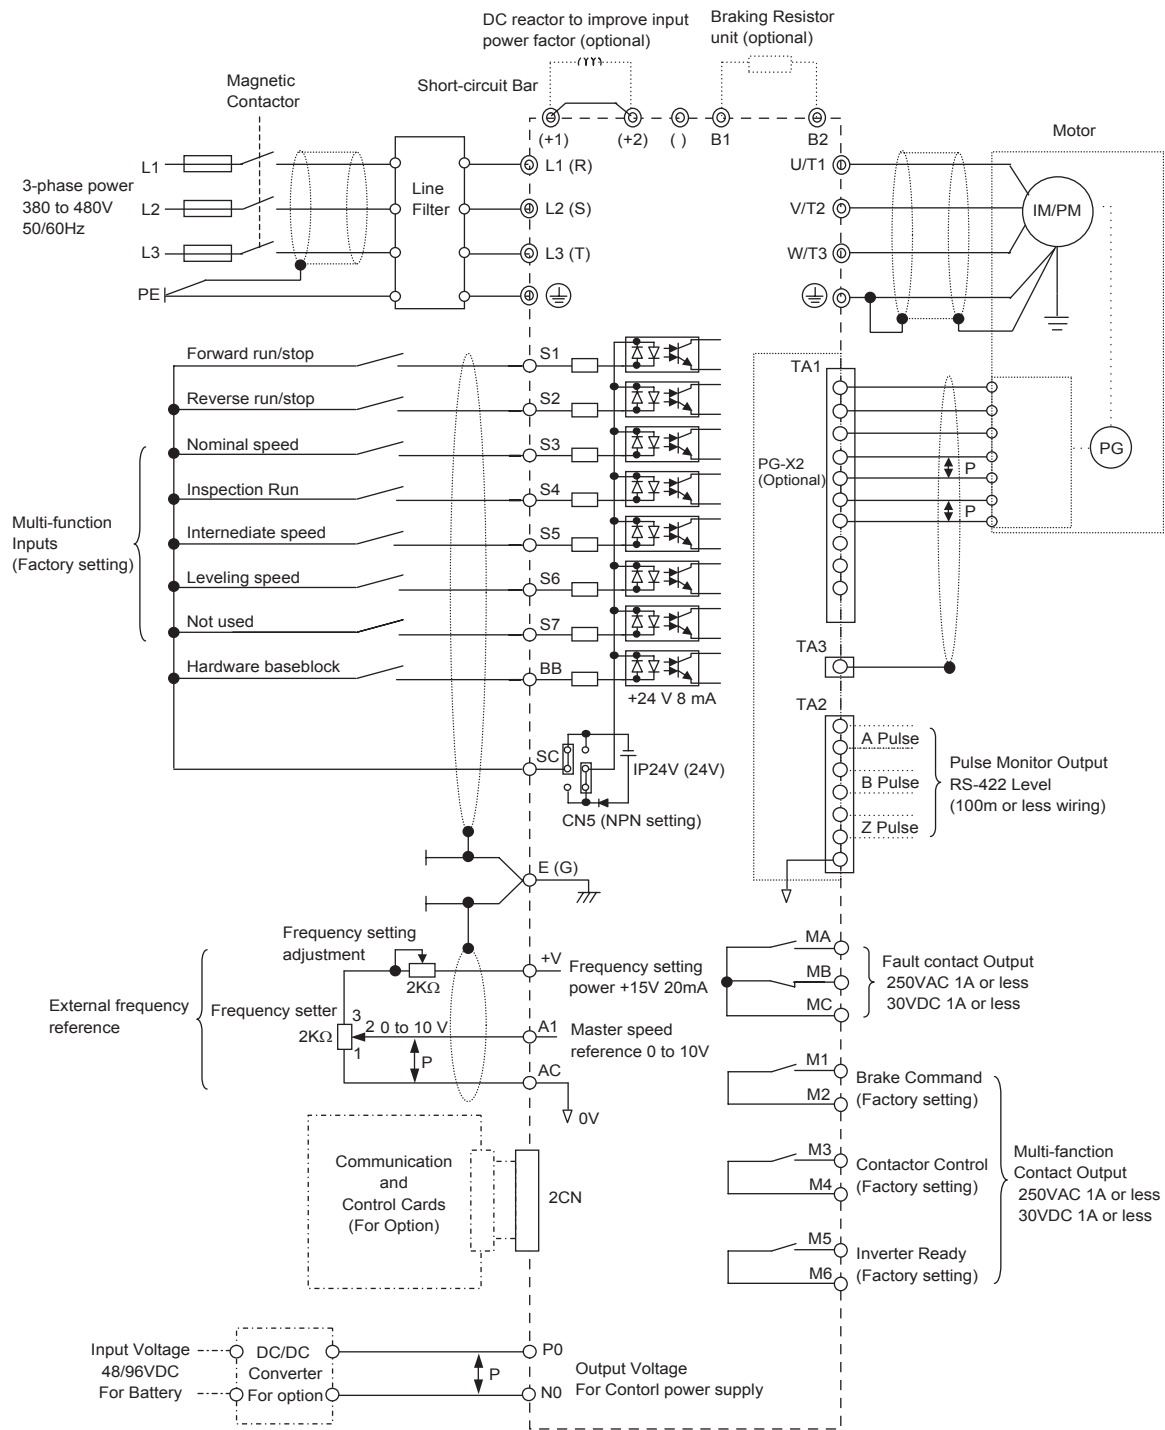 DC reactor to improve input
power factor (optional)
Braking Resistor
unit (optional)
Short-circuit Bar
Magnetic
Contactor
(+1)
(+2)
( )
B1
B2
Motor
3-phase power
380 to 480V
50/60Hz
L1
L2
L3
PE
Line
Filter
L1 (R)
L2 (S)
L3 (T)
U/T1
V/T2
W/T3
IM/PM
Forward run/stop
S1
Reverse run/stop
S2
Nominal speed
S3
Inspection Run
S4
Internediate speed
S5
Leveling speed
S6
Not used
S7
Hardware baseblock
BB
Multi-function
Inputs
(Factory setting)
+24 V 8 mA
SC
IP24V (24V)
CN5 (NPN setting)
E (G)
TA1
PG-X2
(Optional)
P
P
PG
TA3
TA2
A Pulse
B Pulse
Z Pulse
Pulse Monitor Output
RS-422 Level
(100m or less wiring)
External frequency
reference
Frequency setting
adjustment
2KΩ
Frequency setter
2KΩ
3
2 0 to 10 V
1
P
+V
Frequency setting
power +15V 20mA
A1
Master speed
reference 0 to 10V
AC
0V
MA
MB
MC
Fault contact Output
250VAC 1A or less
30VDC 1A or less
M1
M2
Brake Command
(Factory setting)
M3
M4
Contactor Control
(Factory setting)
M5
M6
Inverter Ready
(Factory setting)
Multi-fanction
Contact Output
250VAC 1A or less
30VDC 1A or less
Communication
and
Control Cards
(For Option)
2CN
Input Voltage
48/96VDC
For Battery
DC/DC
Converter
For option
P
P0
N0
Output Voltage
For Contorl power supply